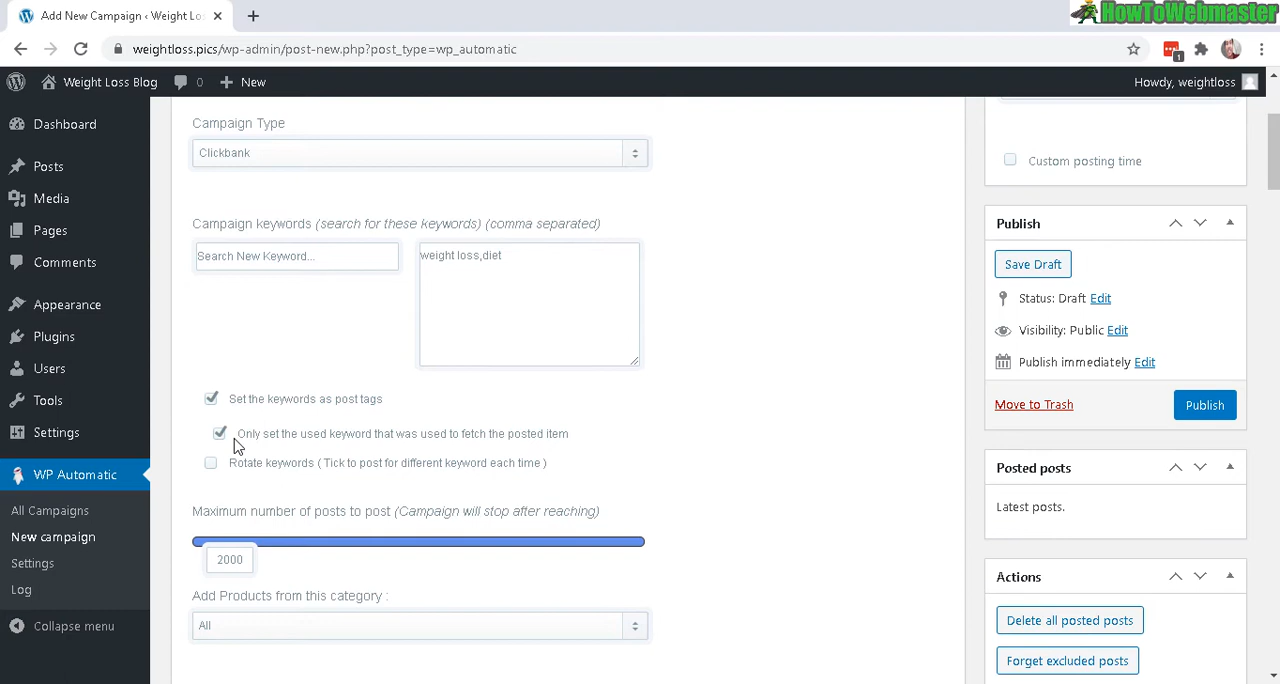 Add New Campaign ‹ Weight Los
HowToWebmaster
weightloss.pics/wp-admin/post-new.php?post_type=wp_automatic
1
Weight Loss Blog
0
New
Howdy, weightloss
Dashboard
Posts
Media
Pages
Comments
Appearance
Plugins
Users
Tools
Settings
WP Automatic
All Campaigns
New campaign
Settings
Log
Collapse menu
Campaign Type
Clickbank
Campaign keywords (search for these keywords) (comma separated)
Search New Keyword...
weight loss,diet
Set the keywords as post tags
Only set the used keyword that was used to fetch the posted item
Rotate keywords ( Tick to post for different keyword each time )
Maximum number of posts to post (Campaign will stop after reaching)
2000
Add Products from this category :
All
Custom posting time
Publish
Save Draft
Status: Draft Edit
Visibility: Public Edit
Publish immediately Edit
Move to Trash
Publish
Posted posts
Latest posts.
Actions
Delete all posted posts
Forget excluded posts